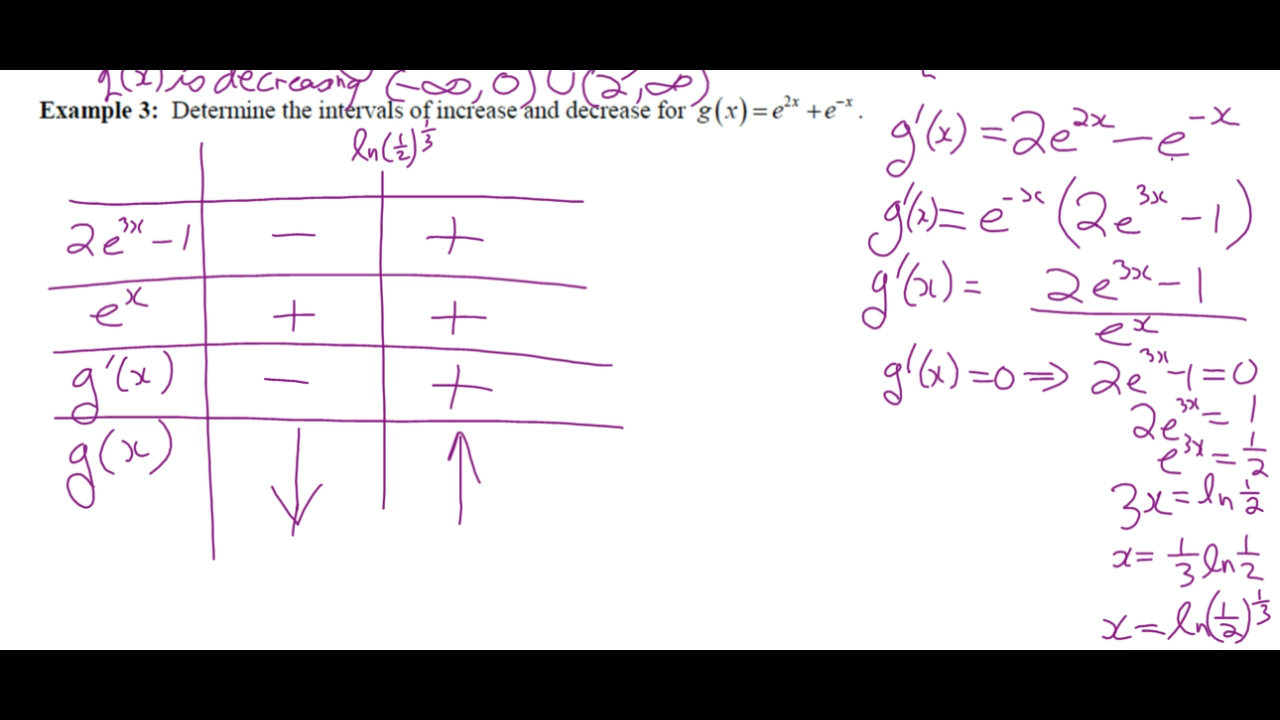 g(x) is decreasing (-∞, 0) ∪ (2, ∞)
Example 3: Determine the intervals of increase and decrease for g(x) = e^{2x} + e^{-x}.
ln(1/2)^{1/3}
2e^{3x} - 1 − +
e^x + +
g'(x) − +
g(x) ↓ ↑
g'(x) = 2e^{2x} - e^{-x}
g'(x) = e^{-x}(2e^{3x} - 1)
g'(x) = (2e^{3x} - 1)/e^x
g'(x) = 0 ⇒ 2e^{3x} - 1 = 0
2e^{3x} = 1
e^{3x} = 1/2
3x = ln 1/2
x = 1/3 ln 1/2
x = ln(1/2)^{1/3}